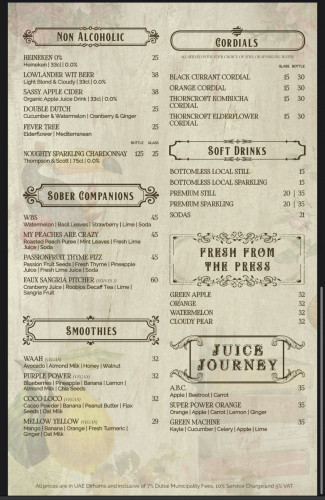 NON ALCOHOLIC
HEINEKEN 0% 25
Heineken | 33cl | 0.0%
LOWLANDER WIT BEER 38
Light Blond & Cloudy | 33cl | 0.0%
SASSY APPLE CIDER 38
Organic Apple Juice Drink | 33cl | 0.0%
DOUBLE DUTCH 25
Cucumber & Watermelon | Cranberry & Ginger
FEVER TREE 25
Elderflower | Mediterranean
BOTTLE GLASS
NOUGHTY SPARKLING CHARDONNAY 125 25
Thompson & Scott | 75cl | 0.0%
SOBER COMPANIONS
WBS 45
Watermelon | Basil Leaves | Strawberry | Lime | Soda
MY PEACHES ARE CRAZY 45
Roasted Peach Puree | Mint Leaves | Fresh Lime
Juice | Soda
PASSIONFRUIT THYME FIZZ 45
Passion Fruit Seeds | Fresh Thyme | Pineapple
Juice | Fresh Lime Juice | Soda
FAUX SANGRIA PITCHER 60
Cranberry Juice | Rooibos Decaf Tea | Lime |
Sangria Fruit
SMOOTHIES
WAAH (VEGAN) 32
Avocado | Almond Milk | Honey | Walnut
PURPLE POWER (VEGAN) 32
Blueberries | Pineapple | Banana | Lemon |
Almond Milk | Chia Seeds
COCO LOCO (VEGAN) 32
Cacao Powder | Banana | Peanut Butter | Flax
Seeds | Oat Milk
MELLOW YELLOW (VEGAN) 29
Mango | Banana | Orange | Fresh Turmeric |
Ginger | Oat Milk
CORDIALS
GLASS BOTTLE
BLACK CURRANT CORDIAL 15 30
ORANGE CORDIAL 15 30
THORNCROFT KOMBUCHA 15 30
CORDIAL
THORNCROFT ELDERFLOWER 15 30
CORDIAL
SOFT DRINKS
BOTTOMLESS LOCAL STILL 15
BOTTOMLESS LOCAL SPARKLING 15
PREMIUM STILL 20 | 35
PREMIUM SPARKLING 20 | 35
SODAS 21
FRESH FROM
THE PRESS
GREEN APPLE 32
ORANGE 32
WATERMELON 32
CLOUDY PEAR 32
JUICE
JOURNEY
A.B.C. 35
Apple | Beetroot | Carrot
SUPER POWER ORANGE 35
Orange | Apple | Carrot | Lemon | Ginger
GREEN MACHINE 35
Kayle | Cucumber | Celery | Apple | Lime
All prices are in UAE Dirhams and inclusive of 7% Dubai Municipality Fees, 10% Service Charge and 5% VAT